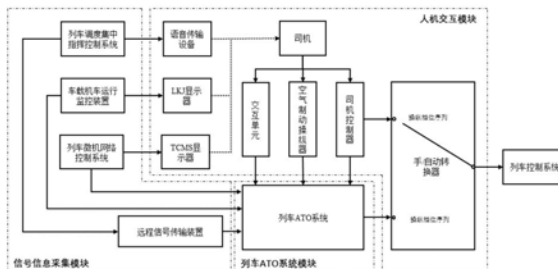 人机交互模块
列车调度集中
指挥控制系统
语音传输
设备
司机
车载机车运行
监控装置
LKJ显示
器
交互单元
空气制动操纵器
司机控制器
列车微机网络
控制系统
TCMS显
示器
手/自动转
换器
列车控制系统
列车ATO系统
远程信号传输装置
信号信息采集模块
列车ATO系统模块